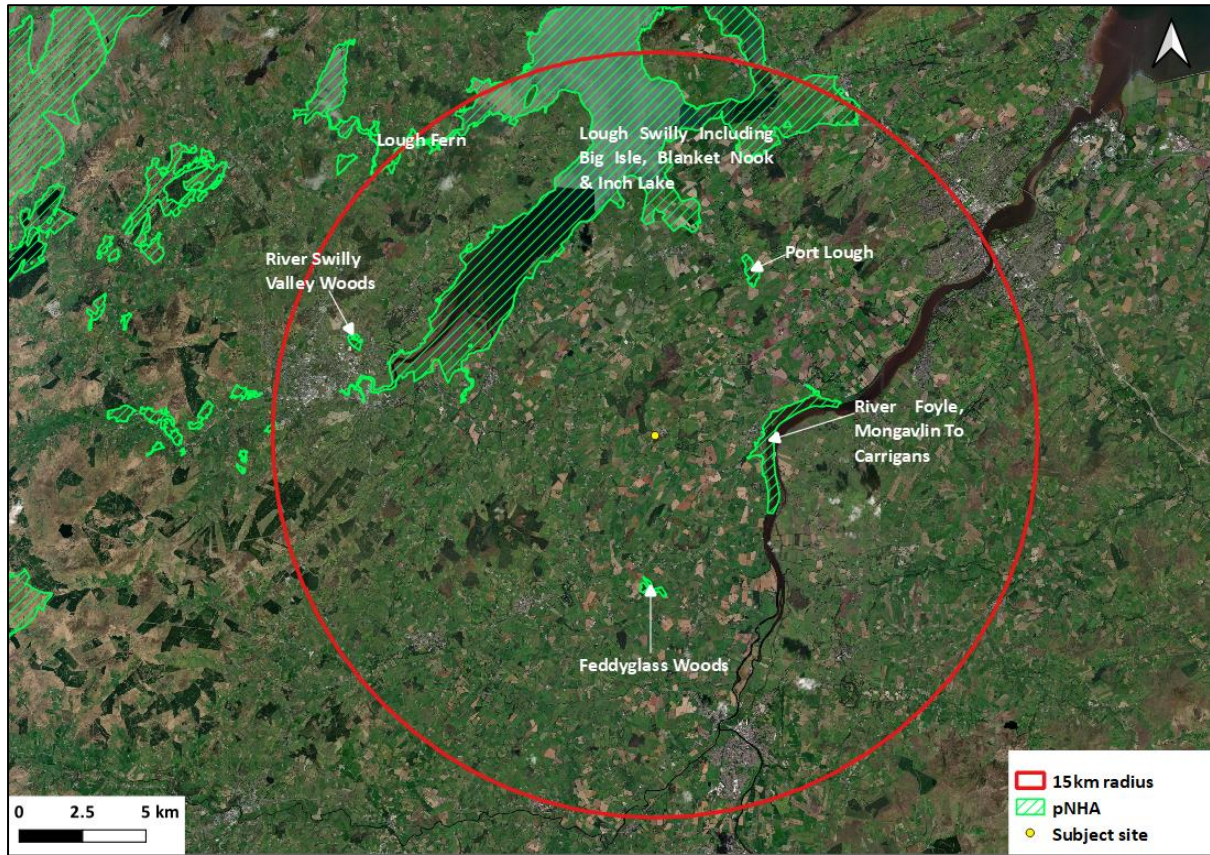 Lough Fern
Lough Swilly Including
Big Isle, Blanket Nook
& Inch Lake
River Swilly
Valley Woods
Port Lough
River Foyle,
Mongavlin To
Carrigans
Feddyglass Woods
0 2.5 5 km
15km radius
pNHA
Subject site